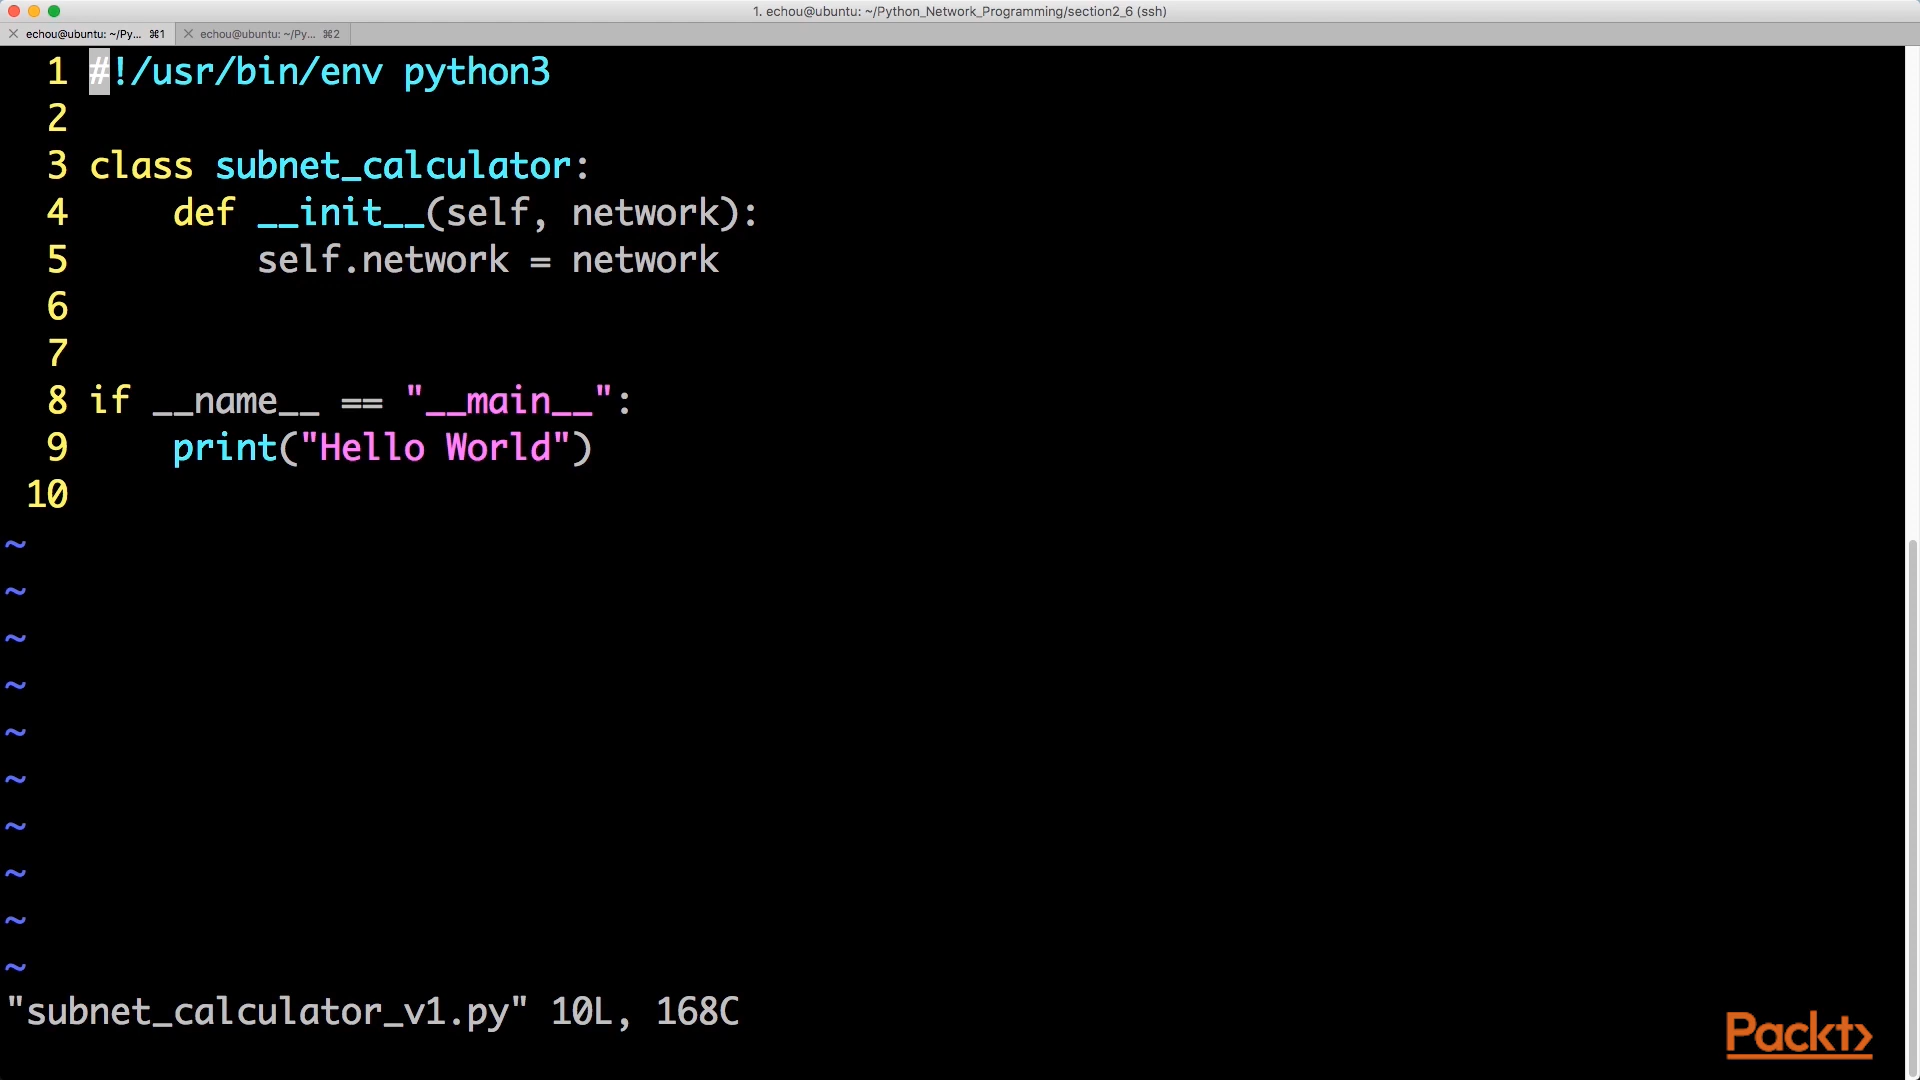 1. echou@ubuntu: ~/Python_Network_Programming/section2_6 (ssh)
echou@ubuntu: ~/Py... ⌘1 echou@ubuntu: ~/Py... ⌘2
1 #!/usr/bin/env python3
2
3 class subnet_calculator:
4     def __init__(self, network):
5         self.network = network
6
7
8 if __name__ == "__main__":
9     print("Hello World")
10
~
~
~
~
~
~
~
~
~
~
"subnet_calculator_v1.py" 10L, 168C
Packt>